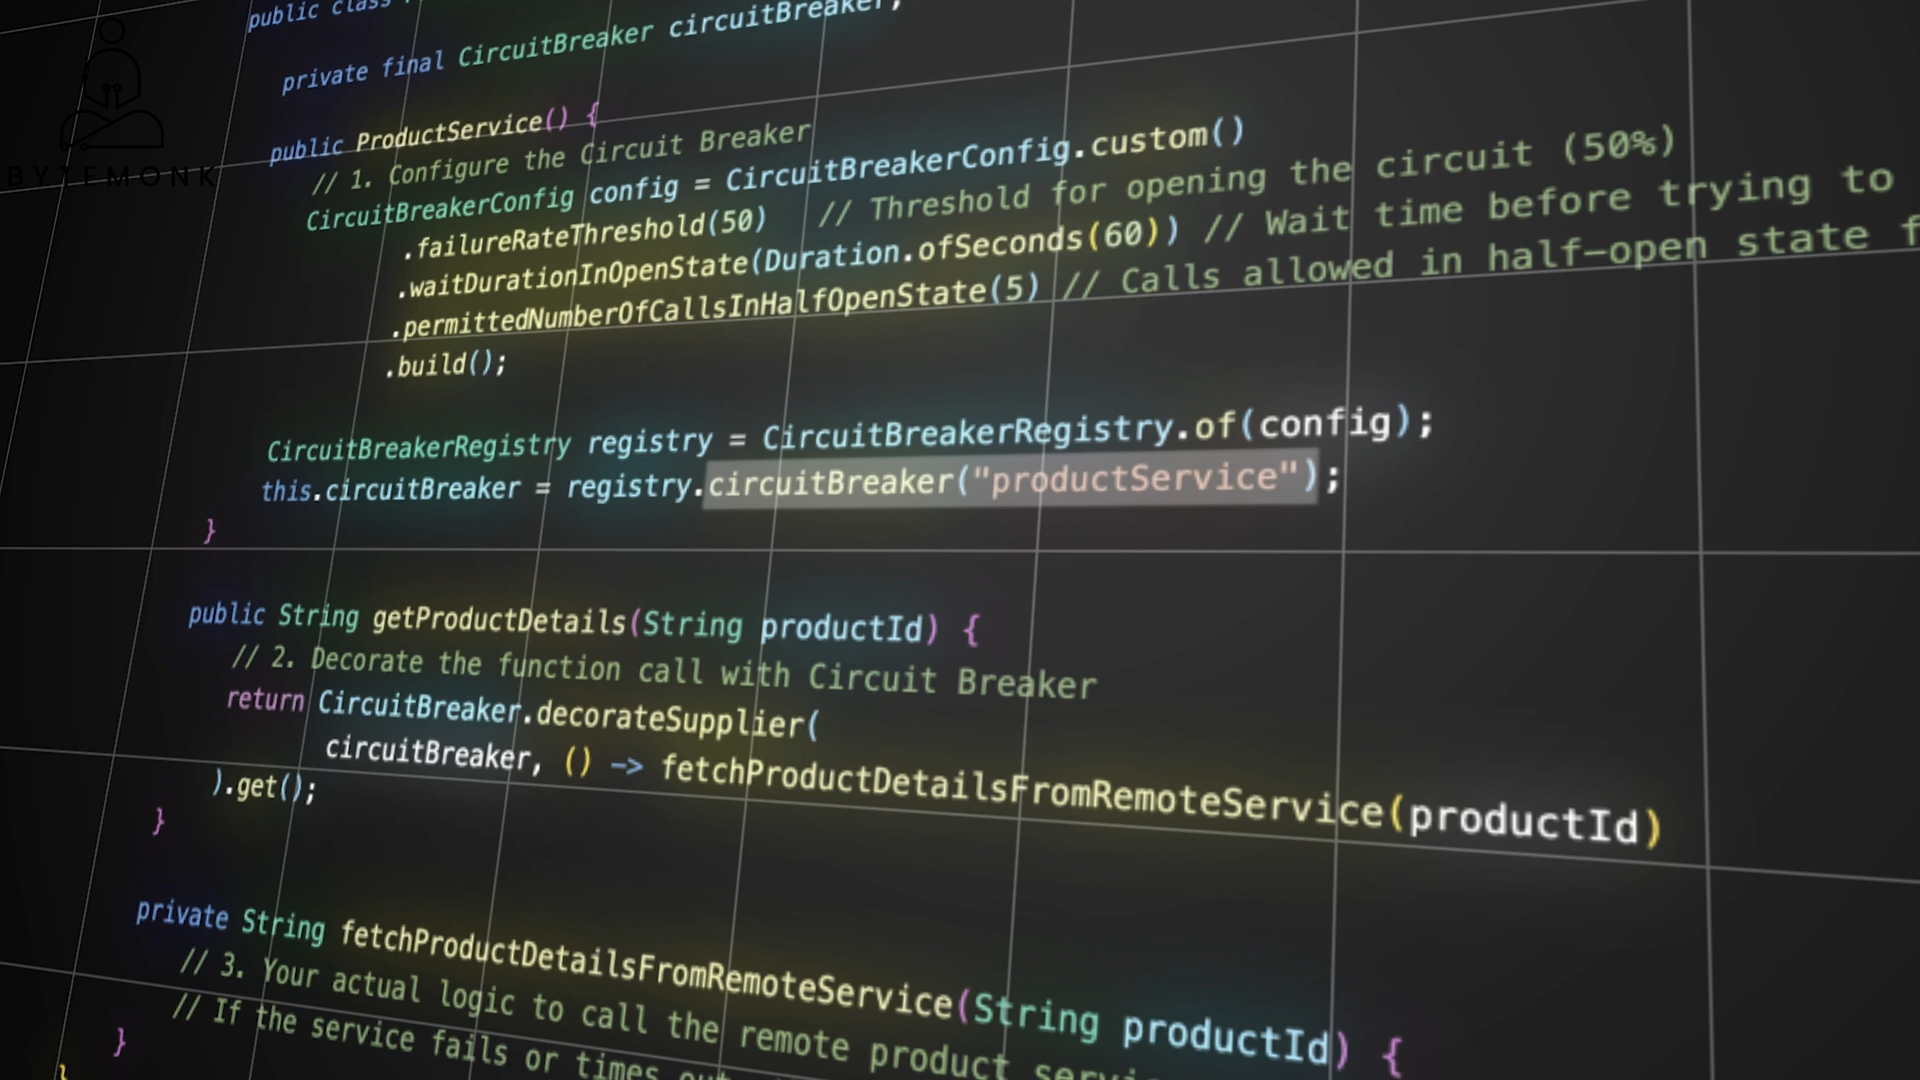 public class
private final CircuitBreaker circuitBreaker;
BYTEMONK
public ProductService() {
// 1. Configure the Circuit Breaker
CircuitBreakerConfig config = CircuitBreakerConfig.custom()
.failureRateThreshold(50) // Threshold for opening the circuit (50%)
.waitDurationInOpenState(Duration.ofSeconds(60)) // Wait time before trying to
.permittedNumberOfCallsInHalfOpenState(5) // Calls allowed in half-open state
.build();
CircuitBreakerRegistry registry = CircuitBreakerRegistry.of(config);
this.circuitBreaker = registry.circuitBreaker("productService");
}
public String getProductDetails(String productId) {
// 2. Decorate the function call with Circuit Breaker
return CircuitBreaker.decorateSupplier(
circuitBreaker, () -> fetchProductDetailsFromRemoteService(productId)
).get();
}
private String fetchProductDetailsFromRemoteService(String productId) {
// 3. Your actual logic to call the remote product
// If the service fails or times
}
}